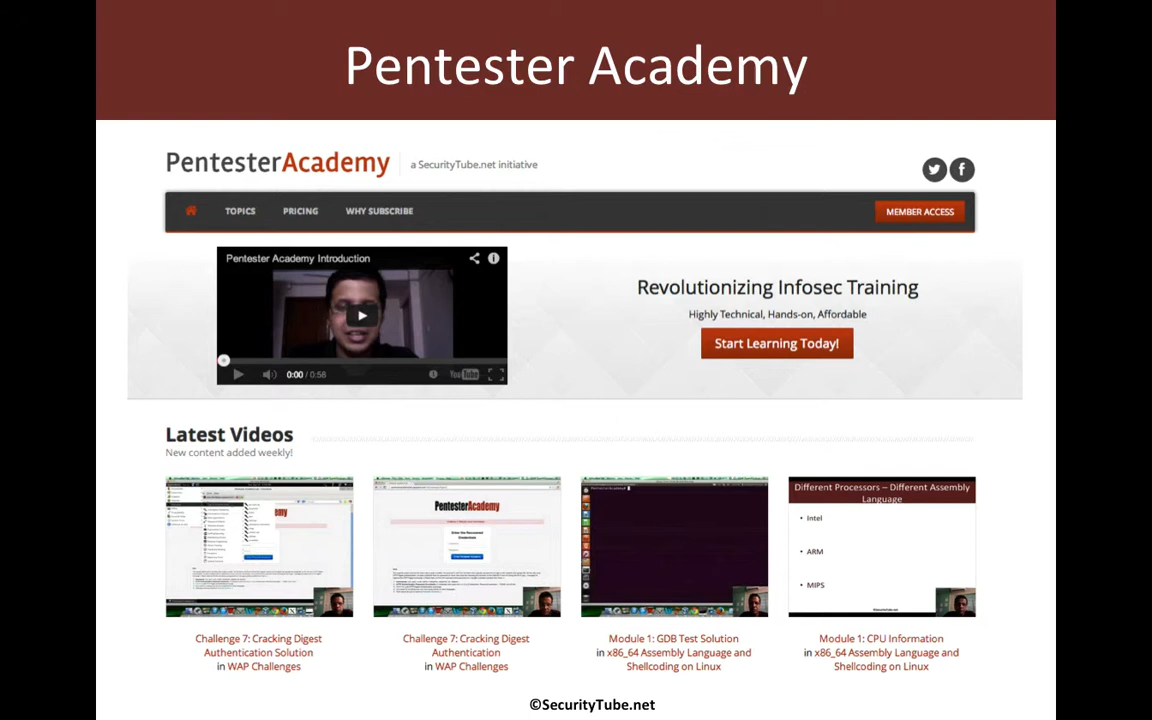 Pentester Academy
PentesterAcademy
a SecurityTube.net initiative
TOPICS
PRICING
WHY SUBSCRIBE
MEMBER ACCESS
Pentester Academy Introduction
0:00 / 0:58
YouTube
Revolutionizing Infosec Training
Highly Technical, Hands-on, Affordable
Start Learning Today!
Latest Videos
New content added weekly!
PentesterAcademy
Different Processors – Different Assembly
Language
• Intel
• ARM
• MIPS
Challenge 7: Cracking Digest
Authentication Solution
in WAP Challenges
Challenge 7: Cracking Digest
Authentication
in WAP Challenges
Module 1: GDB Test Solution
in x86_64 Assembly Language and
Shellcoding on Linux
Module 1: CPU Information
in x86_64 Assembly Language and
Shellcoding on Linux
©SecurityTube.net